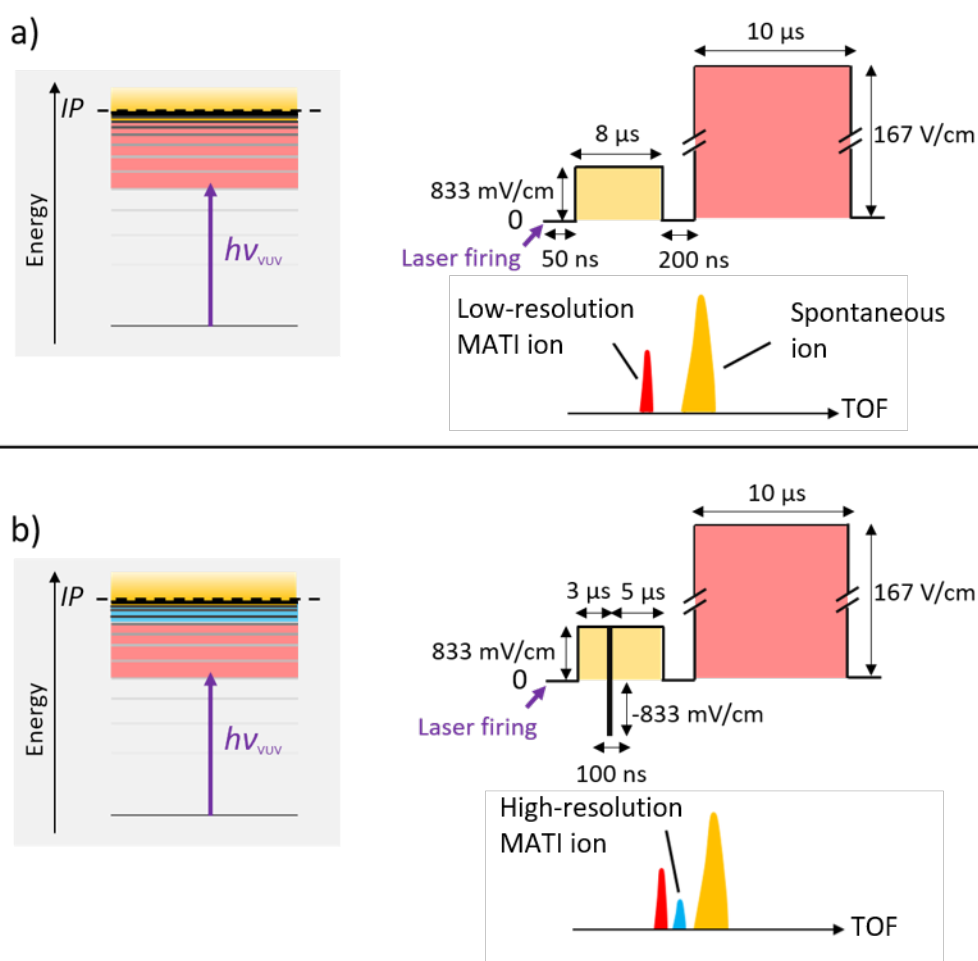 a)
IP
Energy
hνVUV
10 µs
8 µs
167 V/cm
833 mV/cm
0
Laser firing
50 ns
200 ns
Low-resolution
MATI ion
Spontaneous
ion
TOF
b)
IP
Energy
hνVUV
10 µs
3 µs
5 µs
167 V/cm
833 mV/cm
0
-833 mV/cm
Laser firing
100 ns
High-resolution
MATI ion
TOF